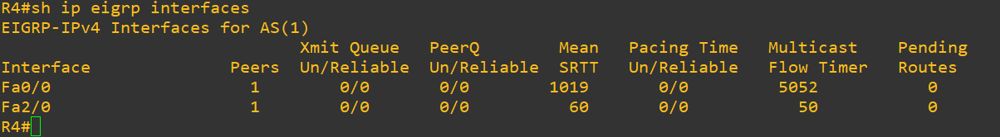 R4#sh ip eigrp interfaces
EIGRP-IPv4 Interfaces for AS(1)
                              Xmit Queue   PeerQ        Mean   Pacing Time   Multicast    Pending
Interface              Peers  Un/Reliable  Un/Reliable  SRTT   Un/Reliable   Flow Timer   Routes
Fa0/0                    1        0/0       0/0        1019       0/0         5052           0
Fa2/0                    1        0/0       0/0          60       0/0           50           0
R4#